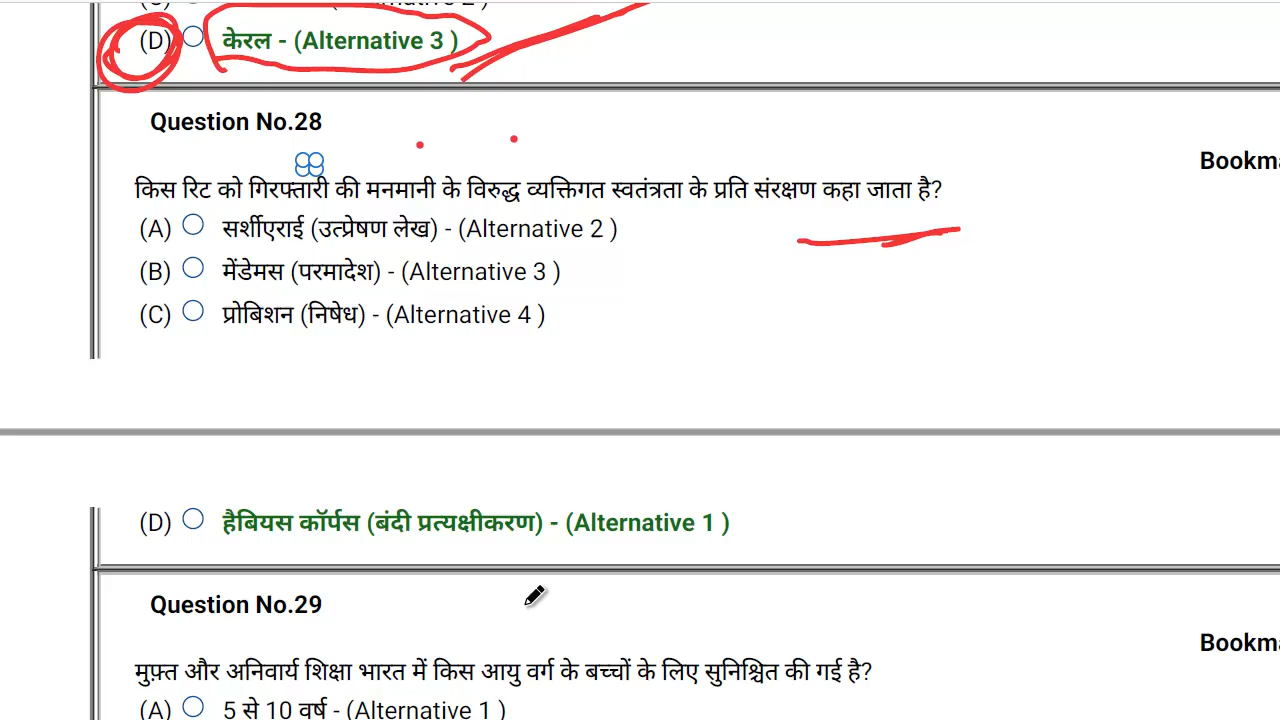 (D) केरल - (Alternative 3 )
Question No.28
Bookma
किस रिट को गिरफ्तारी की मनमानी के विरुद्ध व्यक्तिगत स्वतंत्रता के प्रति संरक्षण कहा जाता है?
(A) सर्शीएराई (उत्प्रेषण लेख) - (Alternative 2 )
(B) मेंडेमस (परमादेश) - (Alternative 3 )
(C) प्रोबिशन (निषेध) - (Alternative 4 )
(D) हैबियस कॉर्पस (बंदी प्रत्यक्षीकरण) - (Alternative 1 )
Question No.29
Bookma
मुफ़्त और अनिवार्य शिक्षा भारत में किस आयु वर्ग के बच्चों के लिए सुनिश्चित की गई है?
(A) 5 से 10 वर्ष - (Alternative 1 )